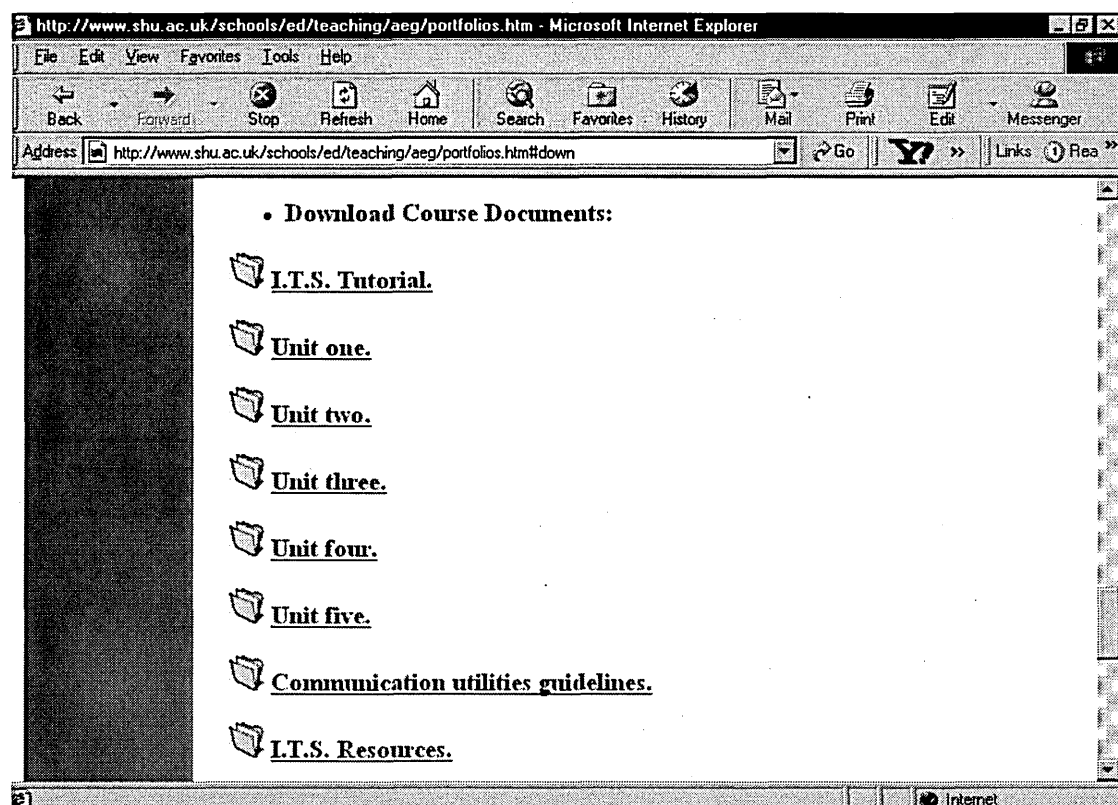 http://www.shu.ac.uk/schools/ed/teaching/aeg/portfolios.htm - Microsoft Internet Explorer
File Edit View Favorites Tools Help
Back Forward Stop Refresh Home Search Favorites History Mail Print Edit Messenger
Address http://www.shu.ac.uk/schools/ed/teaching/aeg/portfolios.htm#down Go Y? » Links Rea »
• Download Course Documents:
I.T.S. Tutorial.
Unit one.
Unit two.
Unit three.
Unit four.
Unit five.
Communication utilities guidelines.
I.T.S. Resources.
Internet